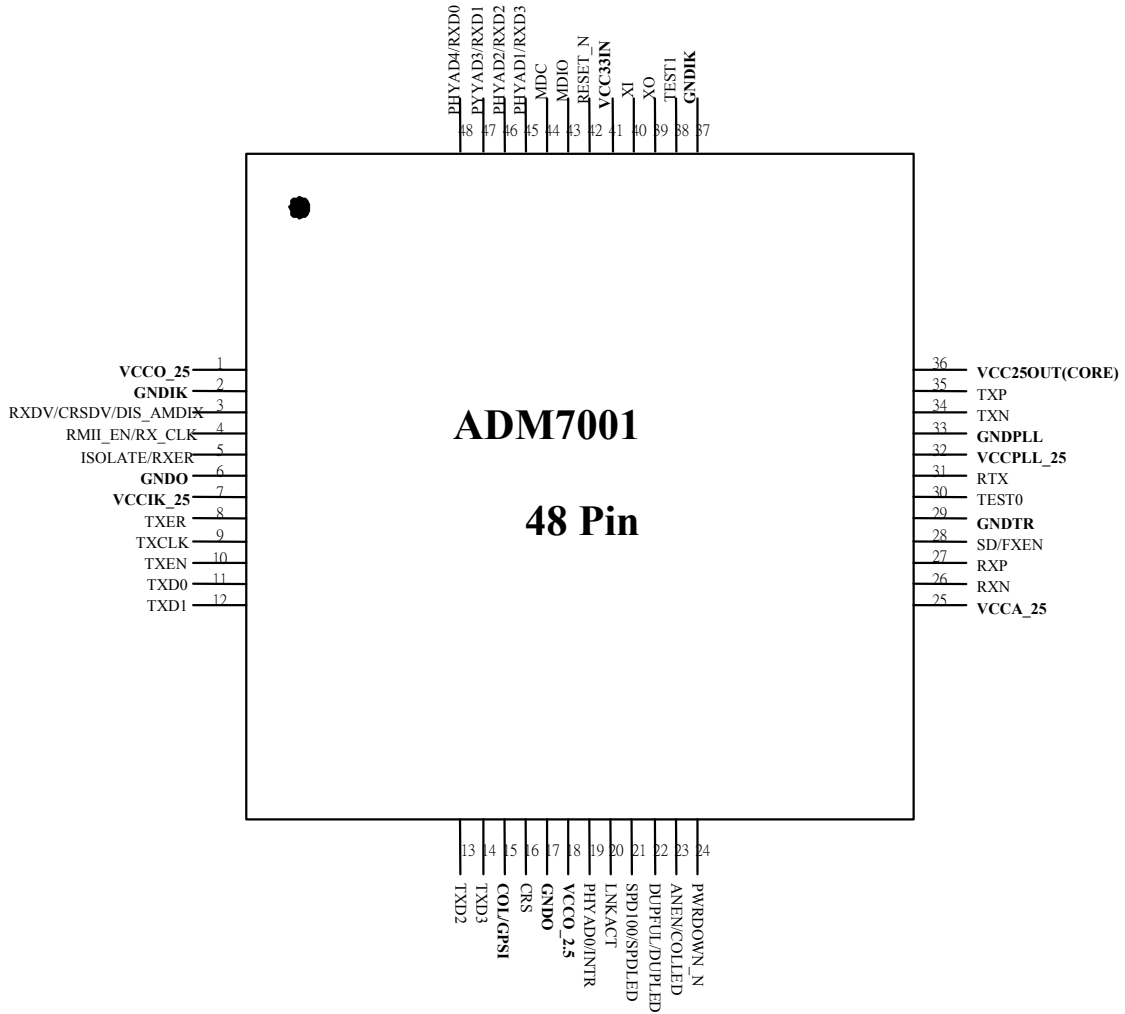 PHYAD4/RXD0
PYYAD3/RXD1
PHYAD2/RXD2
PHYAD1/RXD3
MDC
MDIO
RESET_N
VCC33IN
XI
XO
TEST1
GNDIK
48
47
46
45
44
43
42
41
40
39
38
37
VCCO_25 1
GNDIK 2
RXDV/CRSDV/DIS_AMDIX 3
RMII_EN/RX_CLK 4
ISOLATE/RXER 5
GNDO 6
VCCIK_25 7
TXER 8
TXCLK 9
TXEN 10
TXD0 11
TXD1 12
ADM7001
48 Pin
36 VCC25OUT(CORE)
35 TXP
34 TXN
33 GNDPLL
32 VCCPLL_25
31 RTX
30 TEST0
29 GNDTR
28 SD/FXEN
27 RXP
26 RXN
25 VCCA_25
13
14
15
16
17
18
19
20
21
22
23
24
TXD2
TXD3
COL/GPSI
CRS
GNDO
VCCO_2.5
PHYAD0/INTR
LNKACT
SPD100/SPDLED
DUPFUL/DUPLED
ANEN/COLLED
PWRDOWN_N